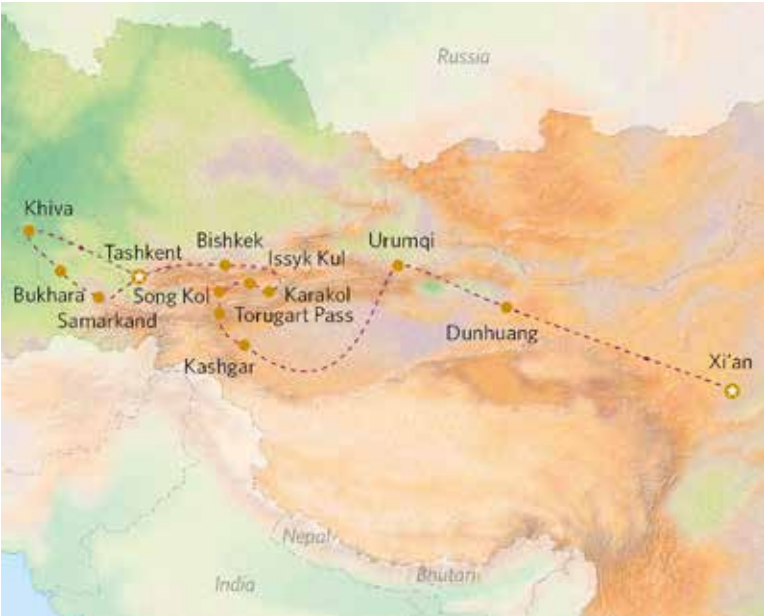 Russia
Khiva
Tashkent
Bishkek
Urumqi
Issyk Kul
Bukhara
Song Kol
Karakol
Samarkand
Torugart Pass
Dunhuang
Kashgar
Xi'an
Nepal
Bhutan
India